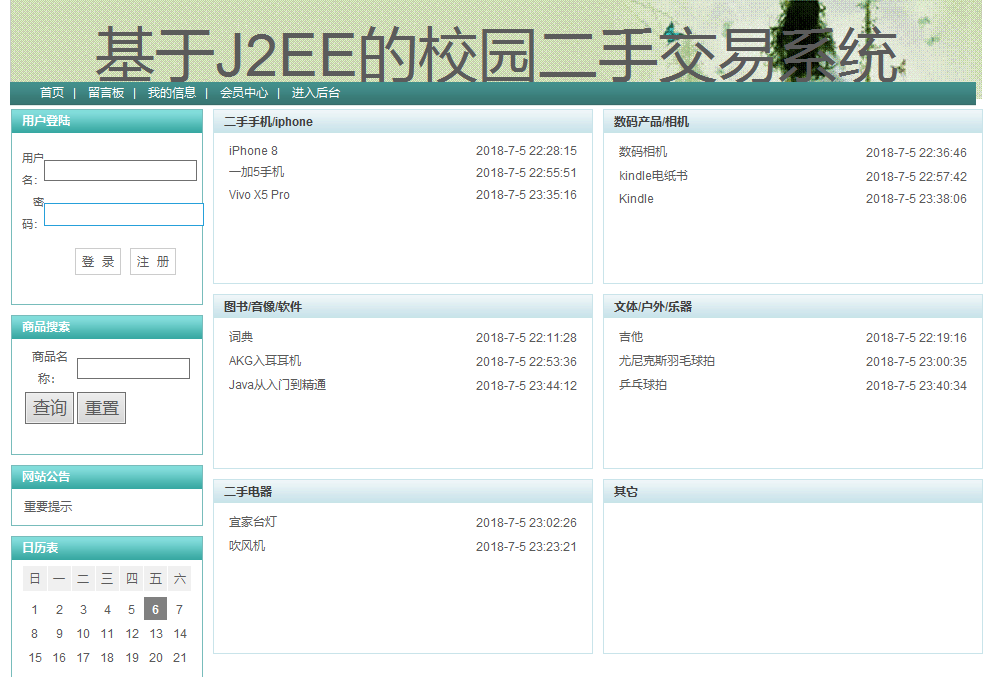 基于J2EE的校园二手交易系统
首页 | 留言板 | 我的信息 | 会员中心 | 进入后台
用户登陆
用户
名:
密
码:
登 录 注 册
商品搜索
商品名
称:
查询 重置
网站公告
重要提示
日历表
日 一 二 三 四 五 六
1 2 3 4 5 6 7
8 9 10 11 12 13 14
15 16 17 18 19 20 21
二手手机/iphone
iPhone 8 2018-7-5 22:28:15
一加5手机 2018-7-5 22:55:51
Vivo X5 Pro 2018-7-5 23:35:16
数码产品/相机
数码相机 2018-7-5 22:36:46
kindle电纸书 2018-7-5 22:57:42
Kindle 2018-7-5 23:38:06
图书/音像/软件
词典 2018-7-5 22:11:28
AKG入耳耳机 2018-7-5 22:53:36
Java从入门到精通 2018-7-5 23:44:12
文体/户外/乐器
吉他 2018-7-5 22:19:16
尤尼克斯羽毛球拍 2018-7-5 23:00:35
乒乓球拍 2018-7-5 23:40:34
二手电器
宜家台灯 2018-7-5 23:02:26
吹风机 2018-7-5 23:23:21
其它